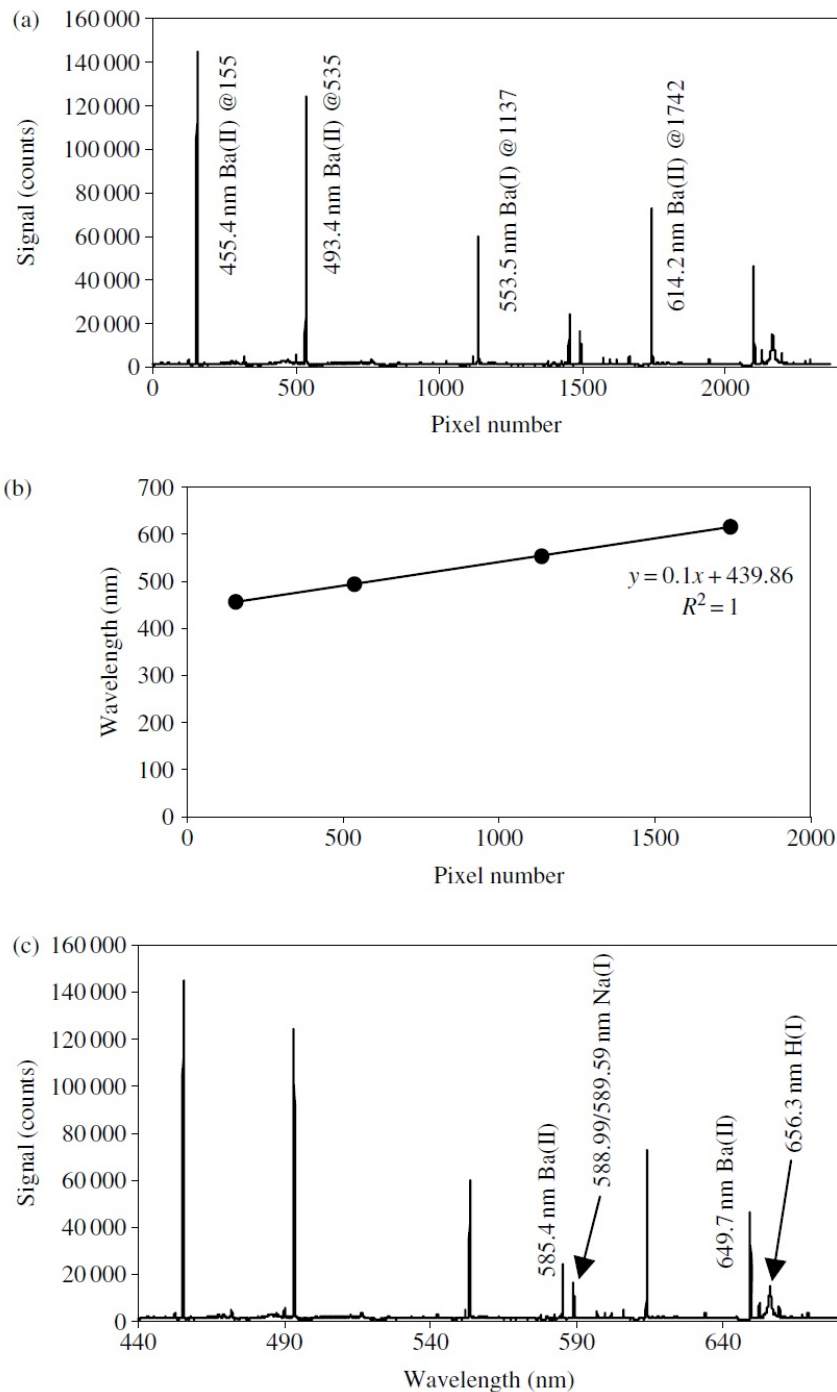 (a)
160 000
140 000
120 000
100 000
80 000
60 000
40 000
20 000
0
Signal (counts)
455.4 nm Ba(II) @155
493.4 nm Ba(II) @535
553.5 nm Ba(I) @1137
614.2 nm Ba(II) @1742
0 500 1000 1500 2000
Pixel number
(b)
700
600
500
400
300
200
100
0
Wavelength (nm)
y = 0.1x + 439.86
R² = 1
0 500 1000 1500 2000
Pixel number
(c)
160 000
140 000
120 000
100 000
80 000
60 000
40 000
20 000
0
Signal (counts)
585.4 nm Ba(II)
588.99/589.59 nm Na(I)
649.7 nm Ba(II)
656.3 nm H(I)
440 490 540 590 640
Wavelength (nm)